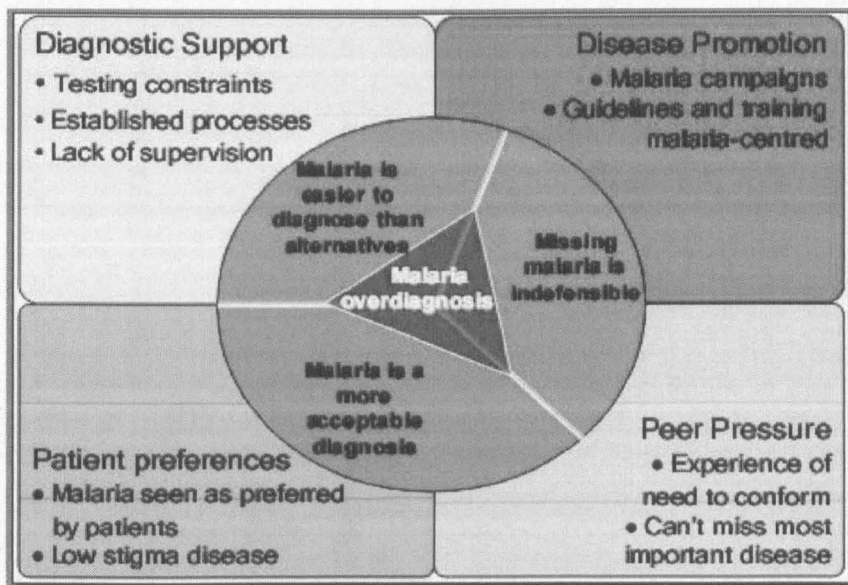 Diagnostic Support
• Testing constraints
• Established processes
• Lack of supervision
Disease Promotion
• Malaria campaigns
• Guidelines and training
malaria-centred
Malaria is
easier to
diagnose than
alternatives
Missing
malaria is
indefensible
Malaria
overdiagnosis
Malaria is a
more
acceptable
diagnosis
Patient preferences
• Malaria seen as preferred
by patients
• Low stigma disease
Peer Pressure
• Experience of
need to conform
• Can't miss most
important disease